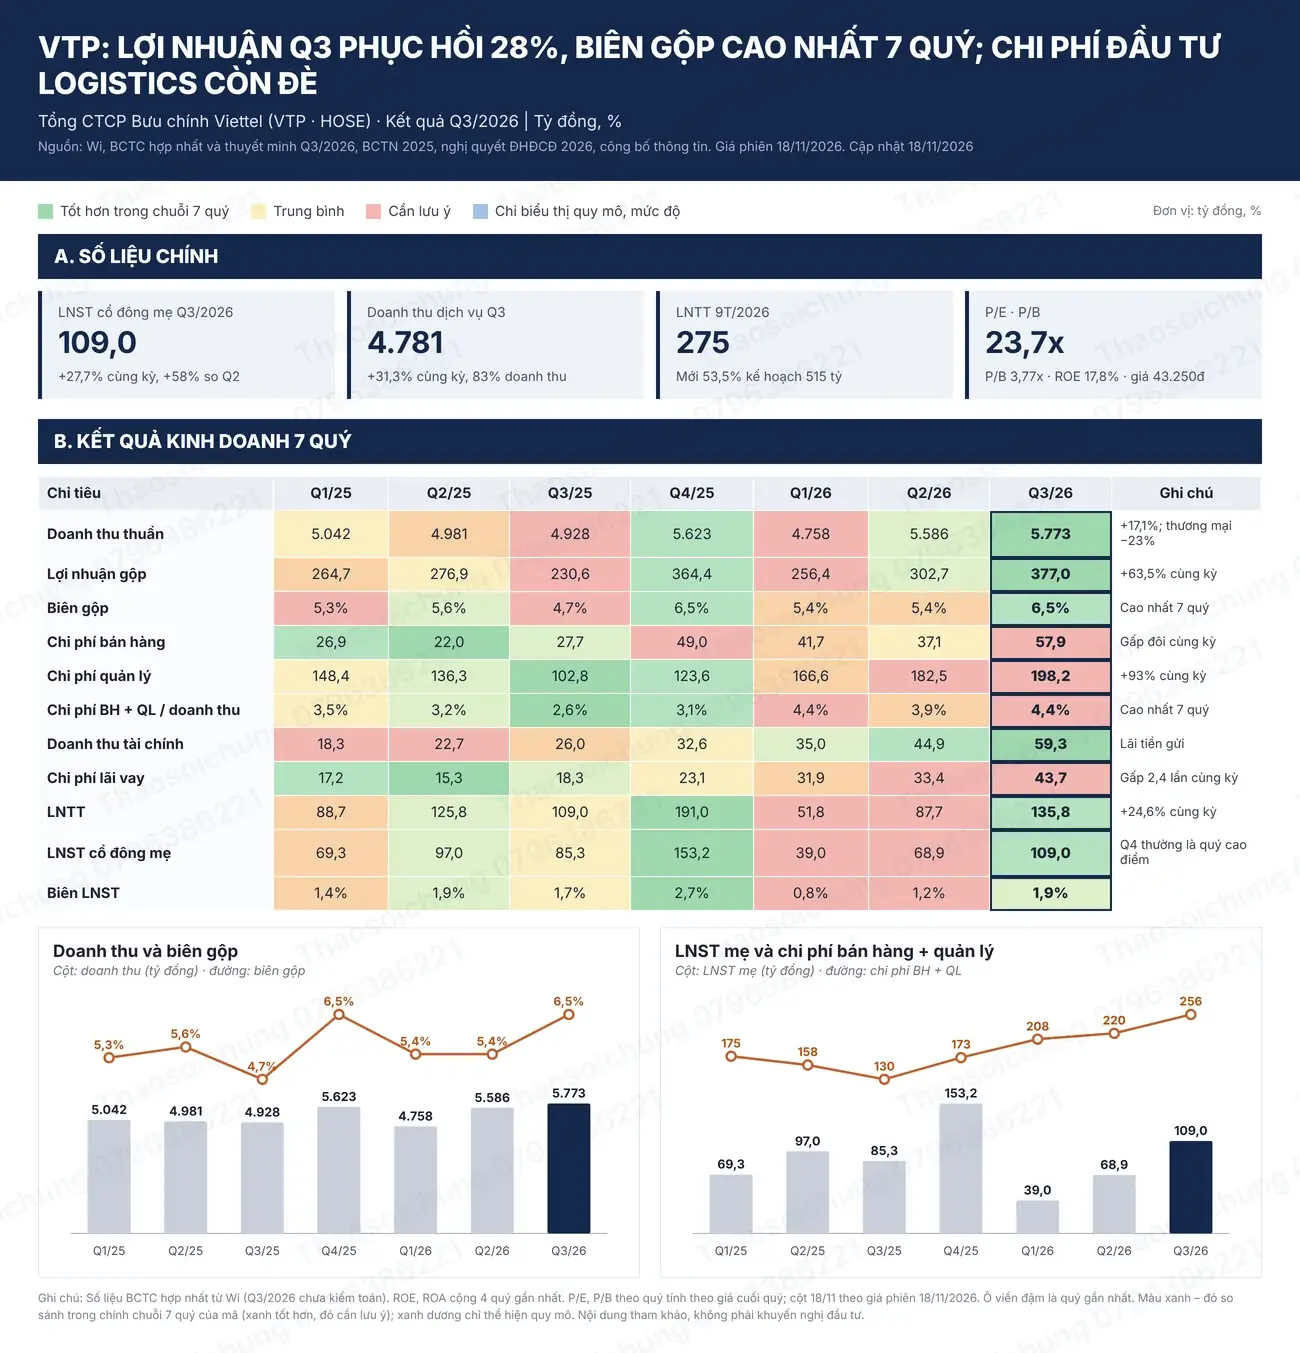 VTP: LỢI NHUẬN Q3 PHỤC HỒI 28%, BIÊN GỘP CAO NHẤT 7 QUÝ; CHI PHÍ ĐẦU TƯ
LOGISTICS CÒN ĐÈ
Tổng CTCP Bưu chính Viettel (VTP · HOSE) · Kết quả Q3/2026 | Tỷ đồng, %
Nguồn: Wi, BCTC hợp nhất và thuyết minh Q3/2026, BCTN 2025, nghị quyết ĐHĐCĐ 2026, công bố thông tin. Giá phiên 18/11/2026. Cập nhật 18/11/2026
Tốt hơn trong chuỗi 7 quý Trung bình Cần lưu ý Chỉ biểu thị quy mô, mức độ Đơn vị: tỷ đồng, %
A. SỐ LIỆU CHÍNH
LNST cổ đông mẹ Q3/2026
109,0
+27,7% cùng kỳ, +58% so Q2
Doanh thu dịch vụ Q3
4.781
+31,3% cùng kỳ, 83% doanh thu
LNTT 9T/2026
275
Mới 53,5% kế hoạch 515 tỷ
P/E · P/B
23,7x
P/B 3,77x · ROE 17,8% · giá 43.250đ
B. KẾT QUẢ KINH DOANH 7 QUÝ
Chỉ tiêu Q1/25 Q2/25 Q3/25 Q4/25 Q1/26 Q2/26 Q3/26 Ghi chú
Doanh thu thuần 5.042 4.981 4.928 5.623 4.758 5.586 5.773 +17,1%; thương mại
−23%
Lợi nhuận gộp 264,7 276,9 230,6 364,4 256,4 302,7 377,0 +63,5% cùng kỳ
Biên gộp 5,3% 5,6% 4,7% 6,5% 5,4% 5,4% 6,5% Cao nhất 7 quý
Chi phí bán hàng 26,9 22,0 27,7 49,0 41,7 37,1 57,9 Gấp đôi cùng kỳ
Chi phí quản lý 148,4 136,3 102,8 123,6 166,6 182,5 198,2 +93% cùng kỳ
Chi phí BH + QL / doanh thu 3,5% 3,2% 2,6% 3,1% 4,4% 3,9% 4,4% Cao nhất 7 quý
Doanh thu tài chính 18,3 22,7 26,0 32,6 35,0 44,9 59,3 Lãi tiền gửi
Chi phí lãi vay 17,2 15,3 18,3 23,1 31,9 33,4 43,7 Gấp 2,4 lần cùng kỳ
LNTT 88,7 125,8 109,0 191,0 51,8 87,7 135,8 +24,6% cùng kỳ
LNST cổ đông mẹ 69,3 97,0 85,3 153,2 39,0 68,9 109,0 Q4 thường là quý cao
điểm
Biên LNST 1,4% 1,9% 1,7% 2,7% 0,8% 1,2% 1,9%
Doanh thu và biên gộp
Cột: doanh thu (tỷ đồng) · đường: biên gộp
5,3% 5,6% 4,7% 6,5% 5,4% 5,4% 6,5%
5.042 4.981 4.928 5.623 4.758 5.586 5.773
Q1/25 Q2/25 Q3/25 Q4/25 Q1/26 Q2/26 Q3/26
LNST mẹ và chi phí bán hàng + quản lý
Cột: LNST mẹ (tỷ đồng) · đường: chi phí BH + QL
175 158 130 173 208 220 256
69,3 97,0 85,3 153,2 39,0 68,9 109,0
Q1/25 Q2/25 Q3/25 Q4/25 Q1/26 Q2/26 Q3/26
Ghi chú: Số liệu BCTC hợp nhất từ Wi (Q3/2026 chưa kiểm toán). ROE, ROA cộng 4 quý gần nhất. P/E, P/B theo quý tính theo giá cuối quý; cột 18/11 theo giá phiên 18/11/2026. Ô viền đậm là quý gần nhất. Màu xanh – đỏ so
sánh trong chính chuỗi 7 quý của mã (xanh tốt hơn, đỏ cần lưu ý); xanh dương chỉ thể hiện quy mô. Nội dung tham khảo, không phải khuyến nghị đầu tư.
Thaosoichung 0796386221